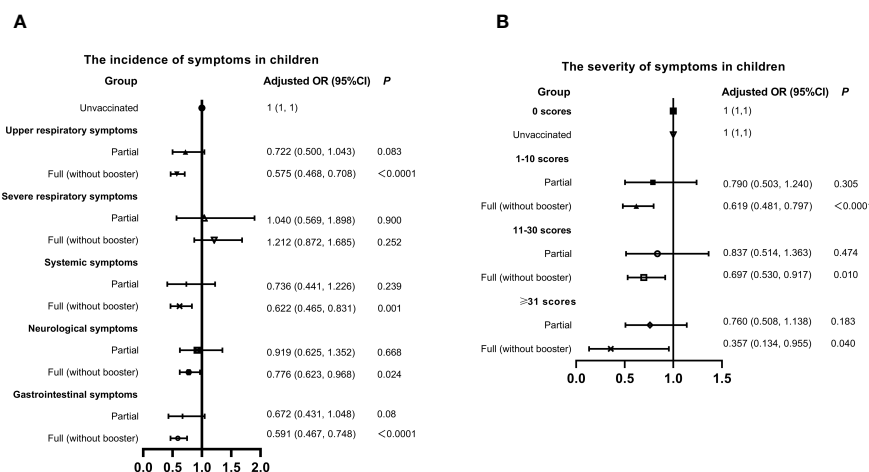 A
The incidence of symptoms in children
Group Adjusted OR (95%CI) P
Unvaccinated 1 (1, 1)
Upper respiratory symptoms
Partial 0.722 (0.500, 1.043) 0.083
Full (without booster) 0.575 (0.468, 0.708) <0.0001
Severe respiratory symptoms
Partial 1.040 (0.569, 1.898) 0.900
Full (without booster) 1.212 (0.872, 1.685) 0.252
Systemic symptoms
Partial 0.736 (0.441, 1.226) 0.239
Full (without booster) 0.622 (0.465, 0.831) 0.001
Neurological symptoms
Partial 0.919 (0.625, 1.352) 0.668
Full (without booster) 0.776 (0.623, 0.968) 0.024
Gastrointestinal symptoms
Partial 0.672 (0.431, 1.048) 0.08
Full (without booster) 0.591 (0.467, 0.748) <0.0001
0.0 0.5 1.0 1.5 2.0
B
The severity of symptoms in children
Group Adjusted OR (95%CI) P
0 scores 1 (1,1)
Unvaccinated 1 (1,1)
1-10 scores
Partial 0.790 (0.503, 1.240) 0.305
Full (without booster) 0.619 (0.481, 0.797) <0.000
11-30 scores
Partial 0.837 (0.514, 1.363) 0.474
Full (without booster) 0.697 (0.530, 0.917) 0.010
≥31 scores
Partial 0.760 (0.508, 1.138) 0.183
Full (without booster) 0.357 (0.134, 0.955) 0.040
0.0 0.5 1.0 1.5